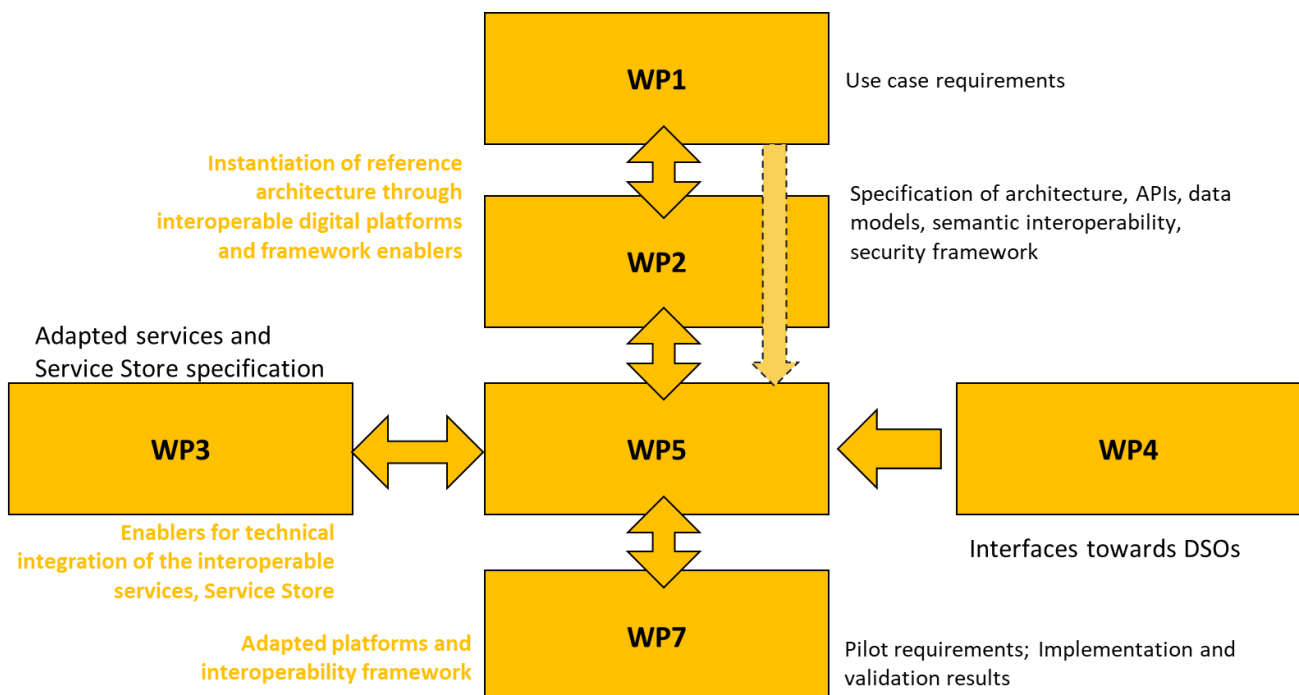 WP1
Use case requirements
Instantiation of reference
architecture through
interoperable digital platforms
and framework enablers
WP2
Specification of architecture, APIs, data
models, semantic interoperability,
security framework
Adapted services and
Service Store specification
WP3
WP5
WP4
Enablers for technical
integration of the interoperable
services, Service Store
Interfaces towards DSOs
Adapted platforms and
interoperability framework
WP7
Pilot requirements; Implementation and
validation results